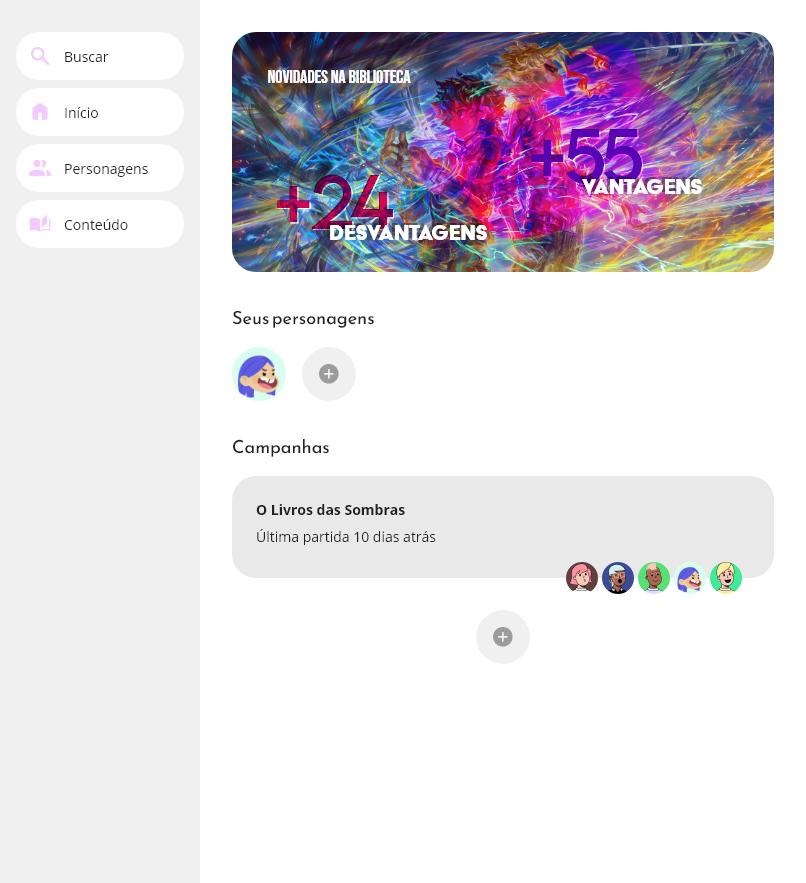 Buscar
Início
Personagens
Conteúdo
NOVIDADES NA BIBLIOTECA
+55
VANTAGENS
+24
DESVANTAGENS
Seus personagens
Campanhas
O Livros das Sombras
Última partida 10 dias atrás